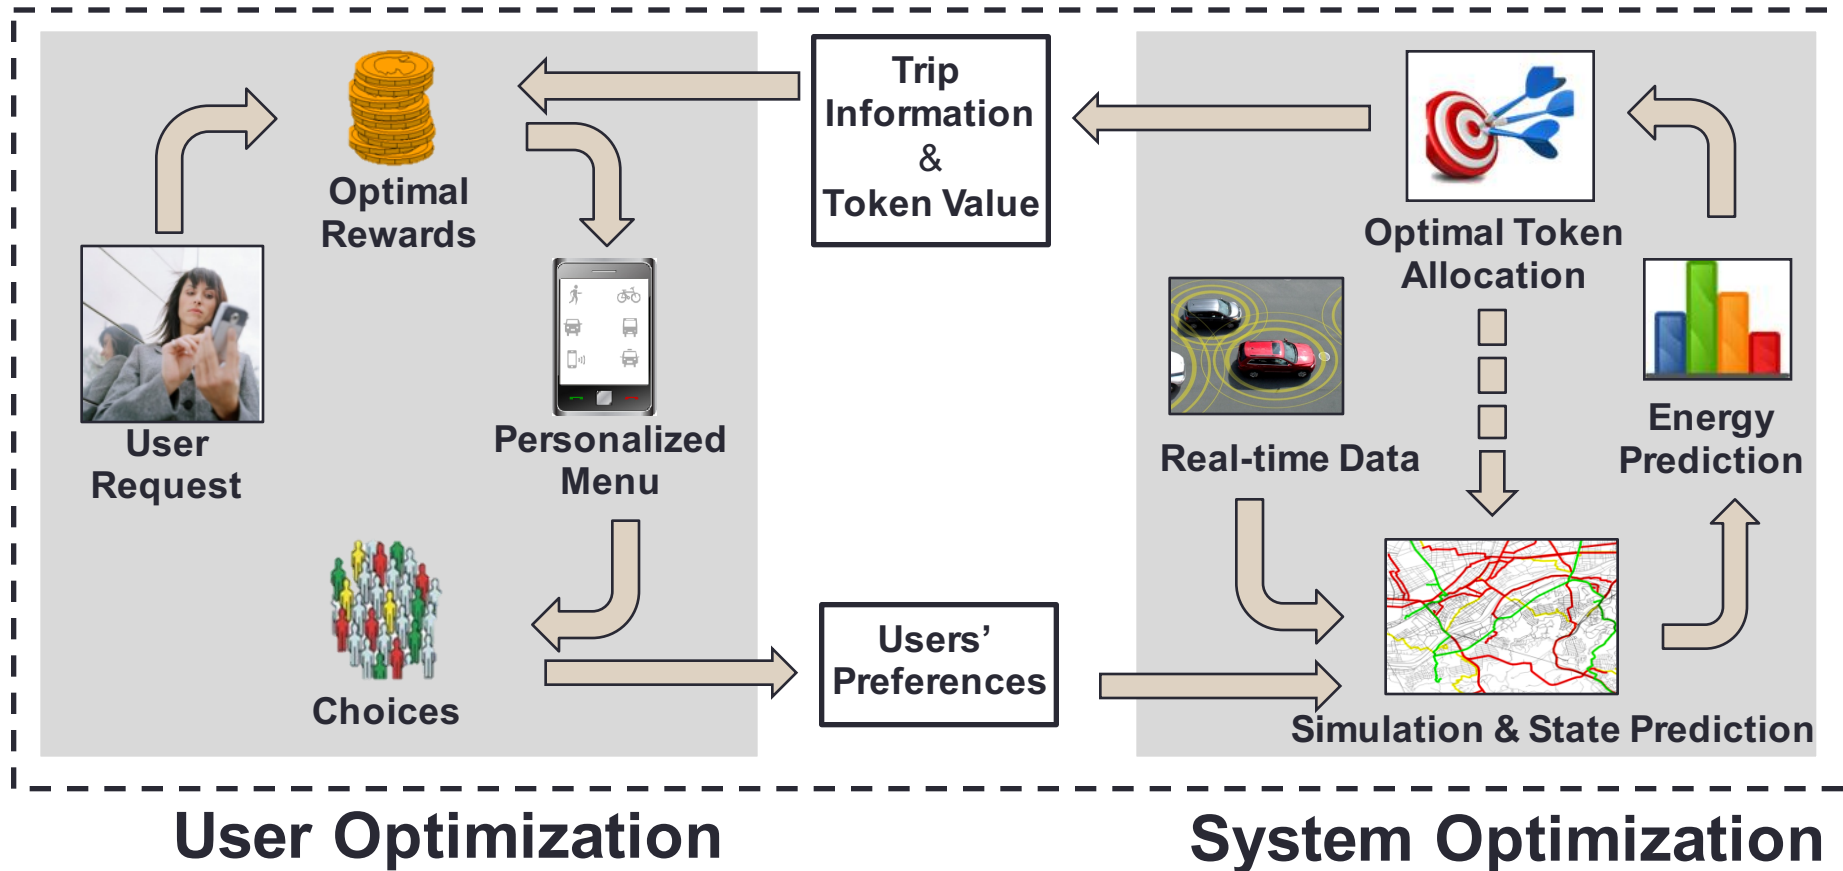 Trip
Information
&
Token Value
Optimal
Rewards
User
Request
Personalized
Menu
Choices
Users’
Preferences
Optimal Token
Allocation
Real-time Data
Energy
Prediction
Simulation & State Prediction
User Optimization
System Optimization